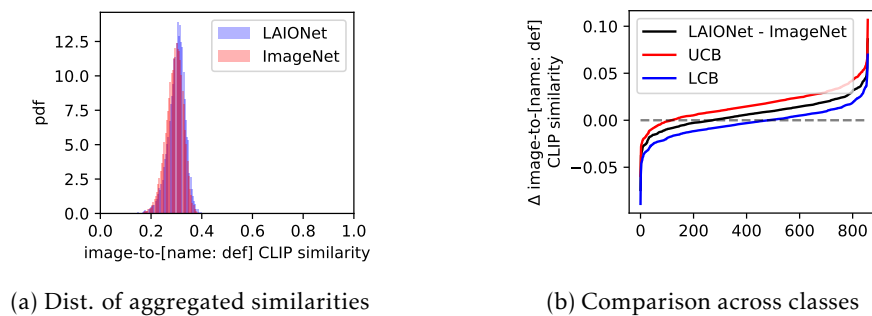 LAIONet
ImageNet
pdf
12.5
10.0
7.5
5.0
2.5
0.0
0.0 0.2 0.4 0.6 0.8 1.0
image-to-[name: def] CLIP similarity
(a) Dist. of aggregated similarities
LAIONet - ImageNet
UCB
LCB
Δ image-to-[name: def]
CLIP similarity
0.10
0.05
0.00
−0.05
0 200 400 600 800
(b) Comparison across classes